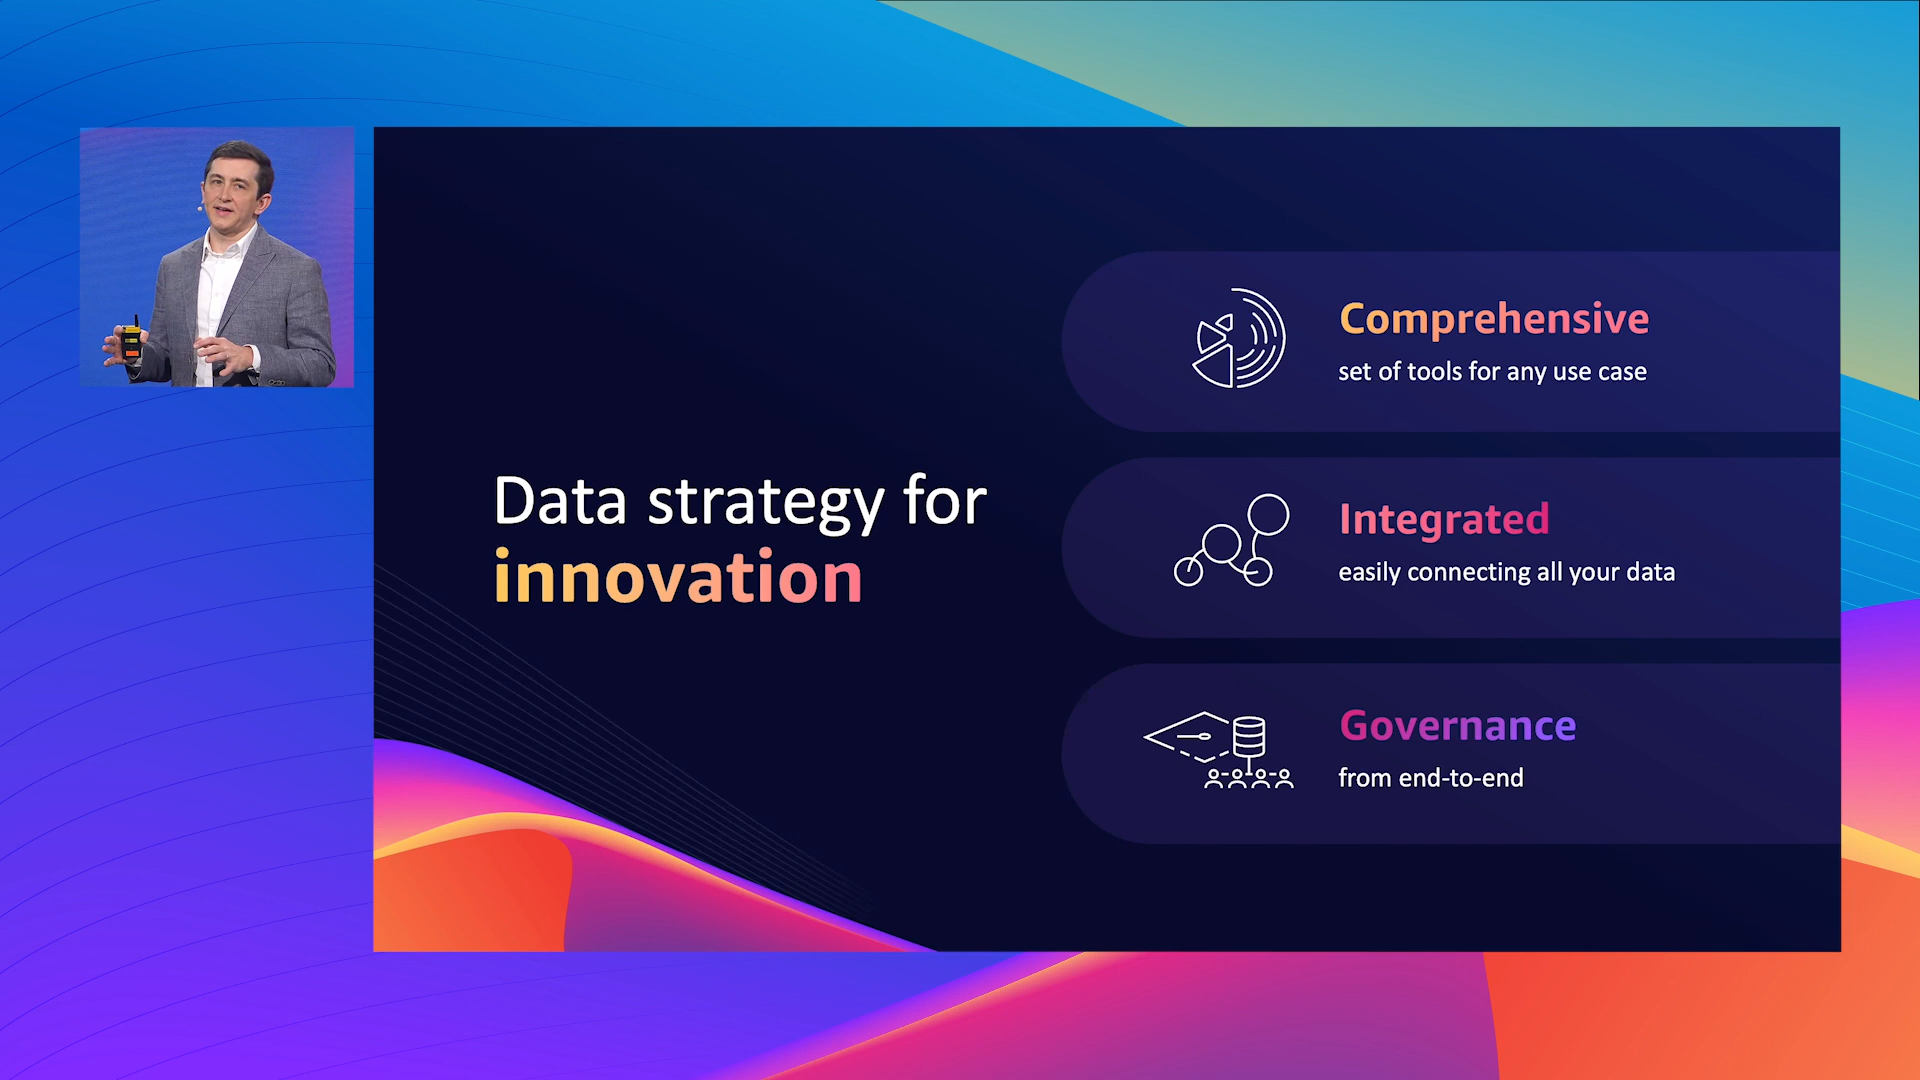 Data strategy for
innovation
Comprehensive
set of tools for any use case
Integrated
easily connecting all your data
Governance
from end-to-end